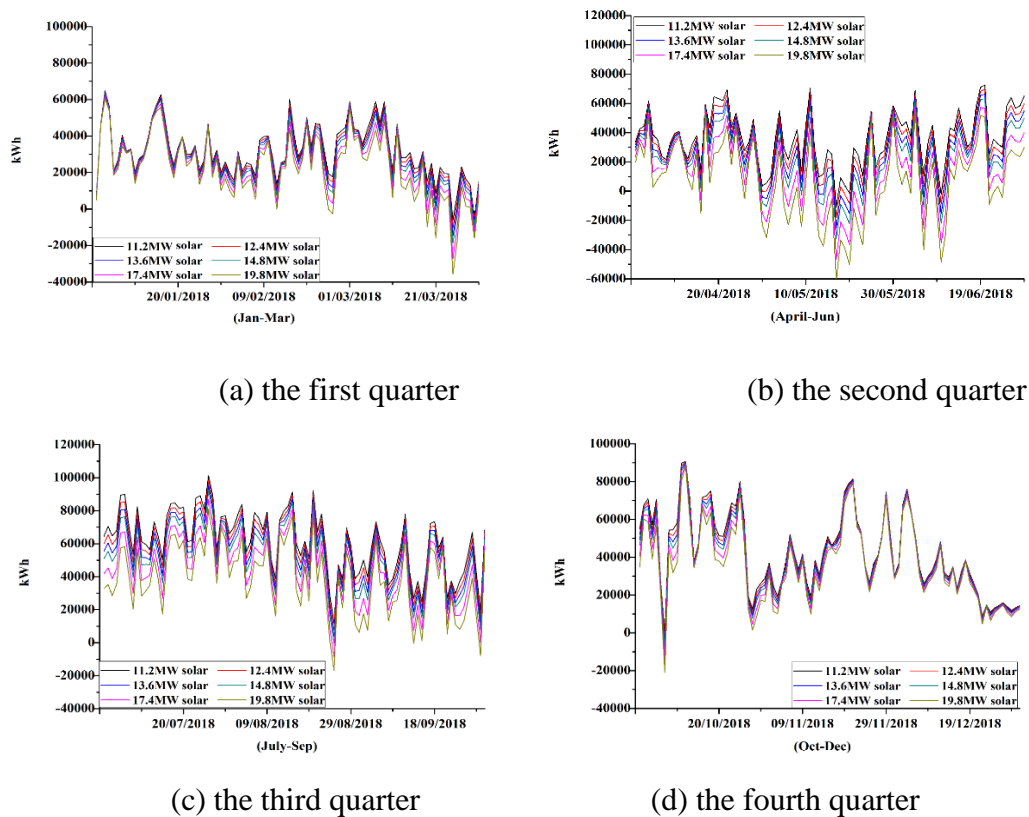 100000
80000
60000
40000
20000
0
-20000
-40000
kWh
11.2MW solar 12.4MW solar
13.6MW solar 14.8MW solar
17.4MW solar 19.8MW solar
20/01/2018 09/02/2018 01/03/2018 21/03/2018
(Jan-Mar)
(a) the first quarter
120000
100000
80000
60000
40000
20000
0
-20000
-40000
-60000
kWh
11.2MW solar 12.4MW solar
13.6MW solar 14.8MW solar
17.4MW solar 19.8MW solar
20/04/2018 10/05/2018 30/05/2018 19/06/2018
(April-Jun)
(b) the second quarter
120000
100000
80000
60000
40000
20000
0
-20000
-40000
kWh
11.2MW solar 12.4MW solar
13.6MW solar 14.8MW solar
17.4MW solar 19.8MW solar
20/07/2018 09/08/2018 29/08/2018 18/09/2018
(July-Sep)
(c) the third quarter
100000
80000
60000
40000
20000
0
-20000
-40000
kWh
11.2MW solar 12.4MW solar
13.6MW solar 14.8MW solar
17.4MW solar 19.8MW solar
20/10/2018 09/11/2018 29/11/2018 19/12/2018
(Oct-Dec)
(d) the fourth quarter